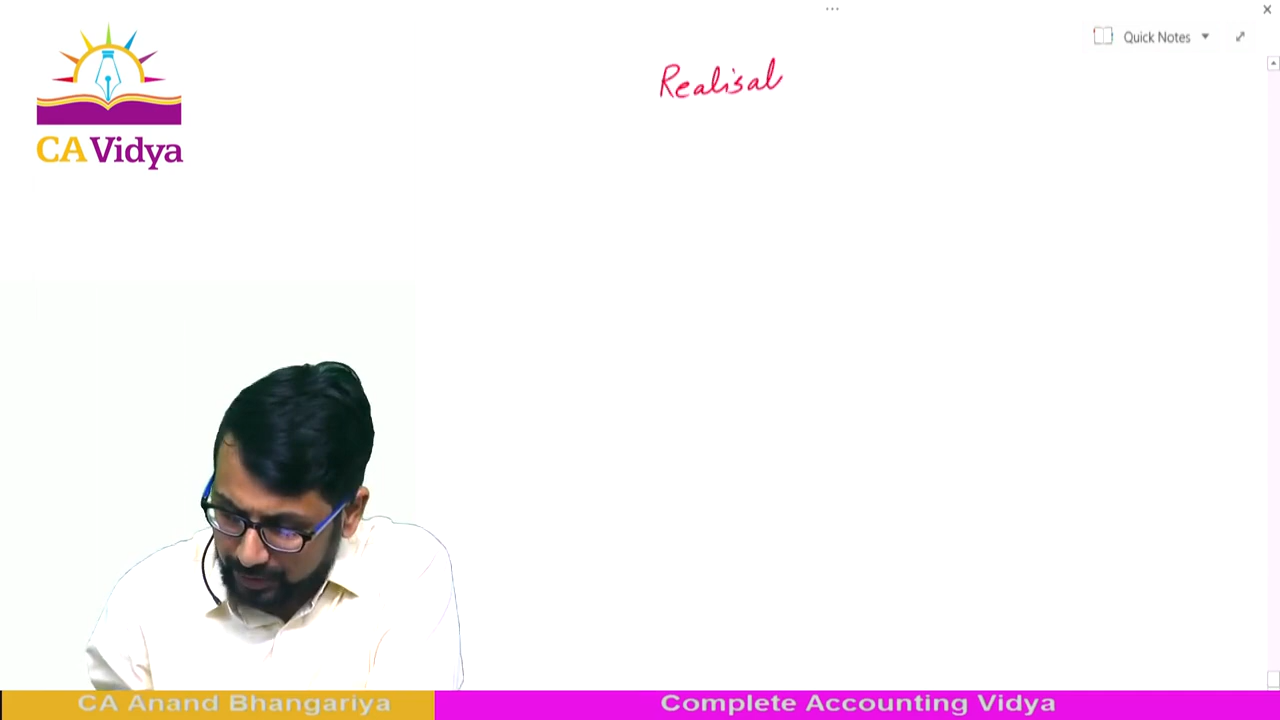 CA Vidya
Realisal
Quick Notes
CA Anand Bhangariya
Complete Accounting Vidya